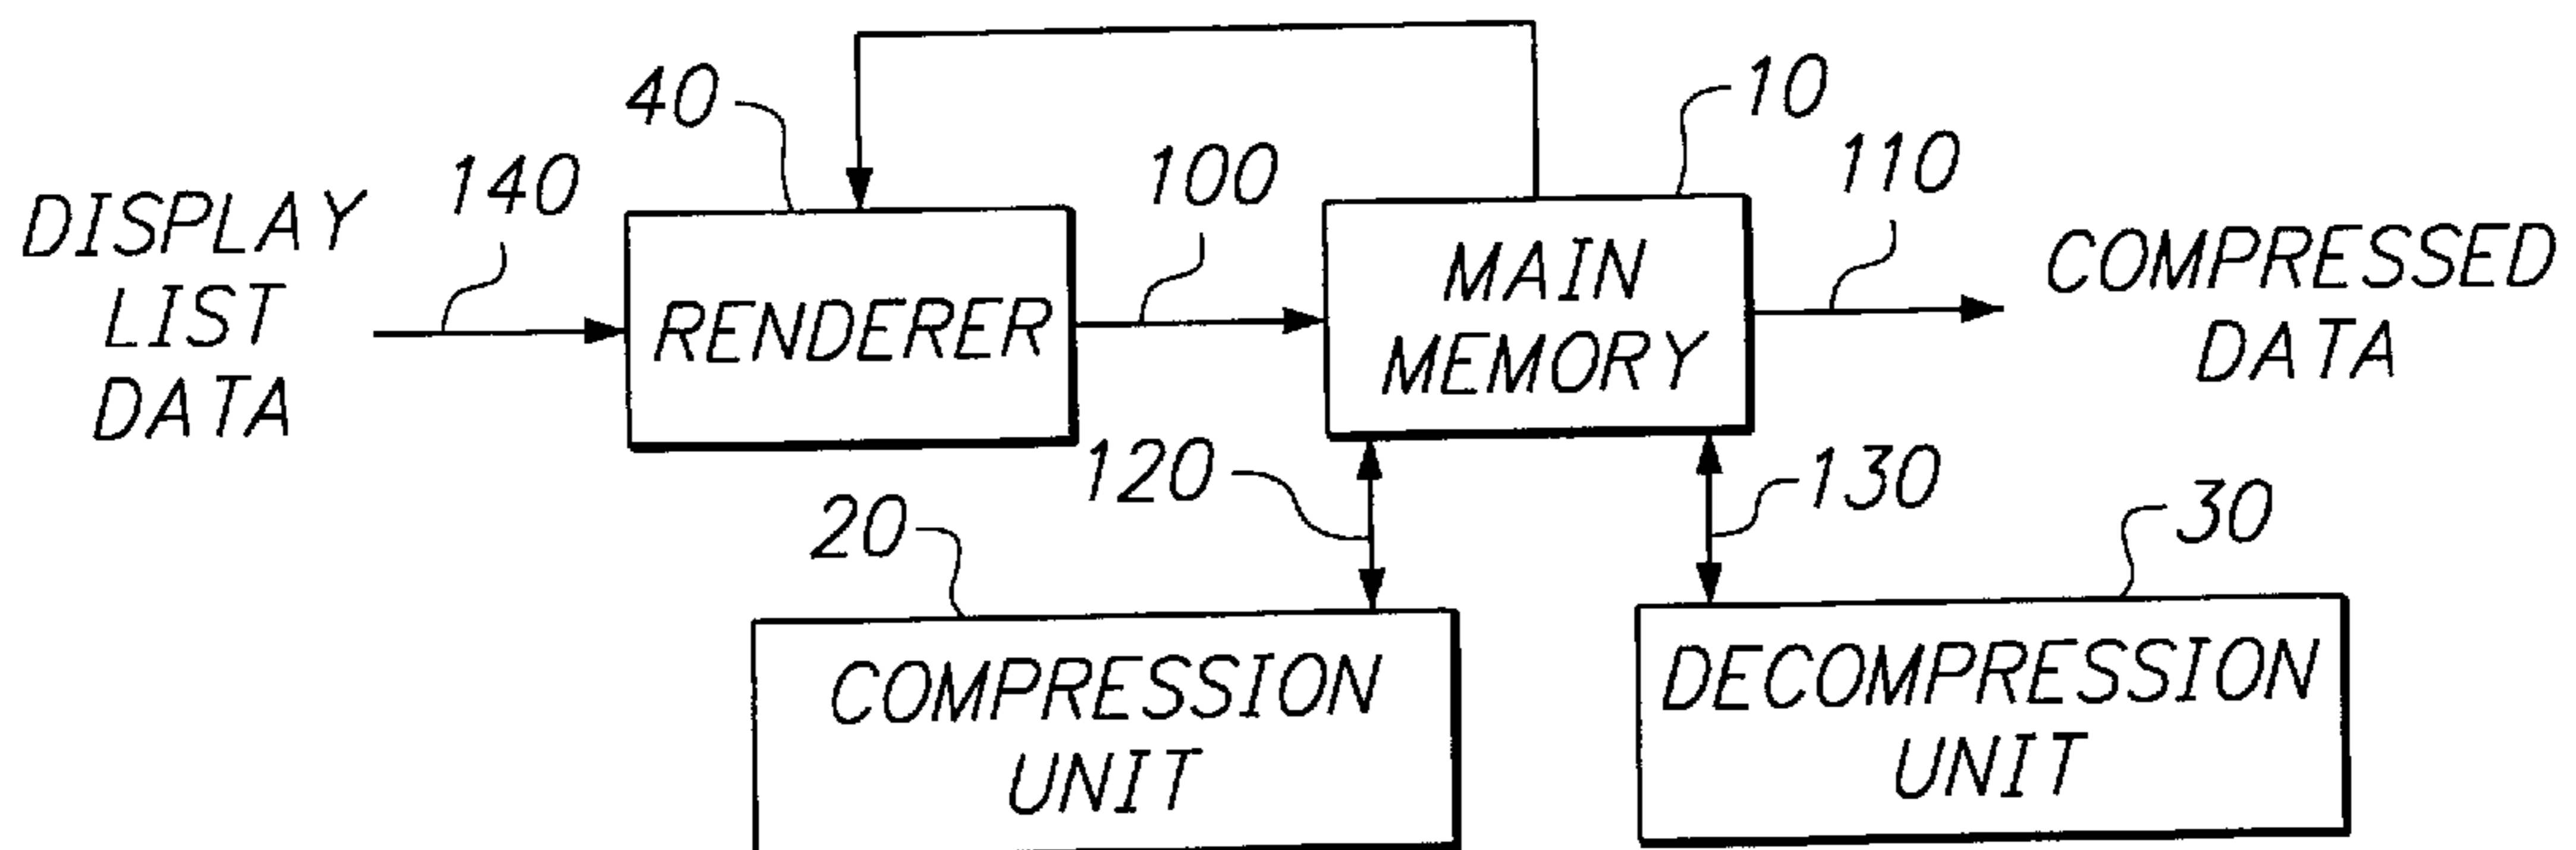 40
10
140
100
110
DISPLAY
LIST
DATA
RENDERER
MAIN
MEMORY
COMPRESSED
DATA
120
130
20
30
COMPRESSION
UNIT
DECOMPRESSION
UNIT